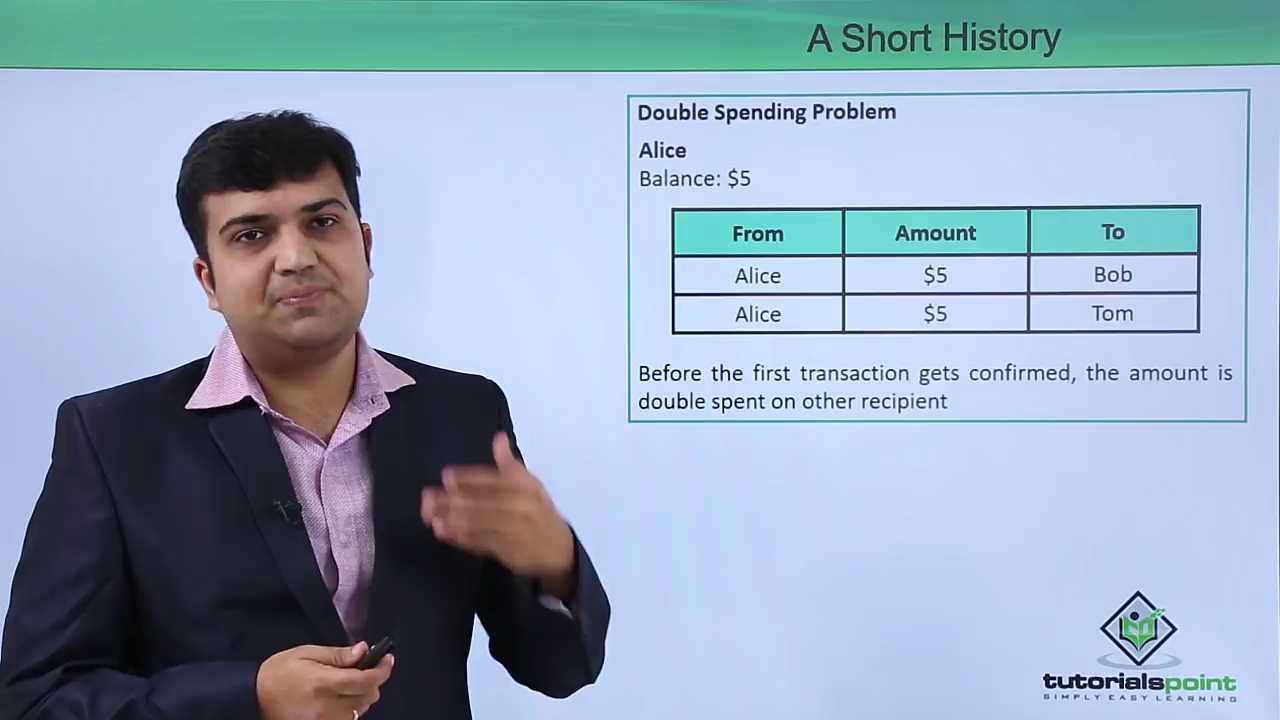 A Short History
Double Spending Problem
Alice
Balance: $5
From Amount To
Alice $5 Bob
Alice $5 Tom
Before the first transaction gets confirmed, the amount is
double spent on other recipient
tutorialspoint
SIMPLY EASY LEARNING